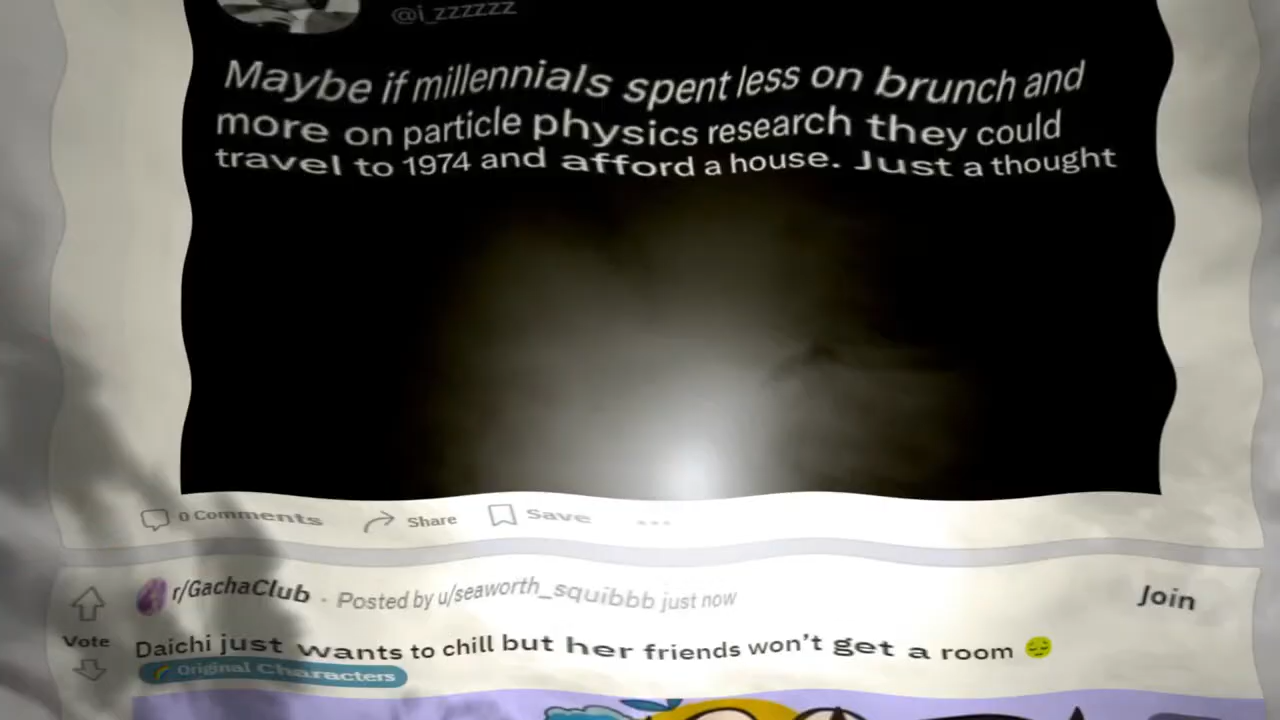 @i_zzzzzz
Maybe if millennials spent less on brunch and
more on particle physics research they could
travel to 1974 and afford a house. Just a thought
0 Comments Share Save
r/GachaClub · Posted by u/seaworth_squibbb just now
Join
Vote
Daichi just wants to chill but her friends won't get a room 😔
Original Characters